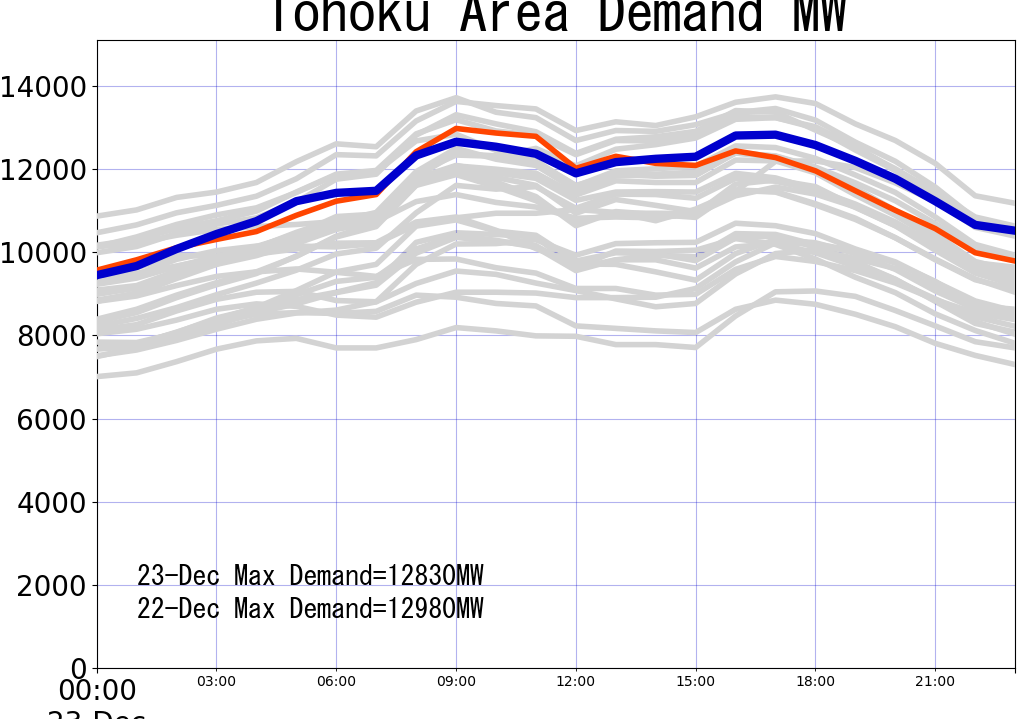 Tohoku Area Demand MW
14000
12000
10000
8000
6000
4000
2000
0
23-Dec Max Demand=12830MW
22-Dec Max Demand=12980MW
00:00 03:00 06:00 09:00 12:00 15:00 18:00 21:00
23 Dec